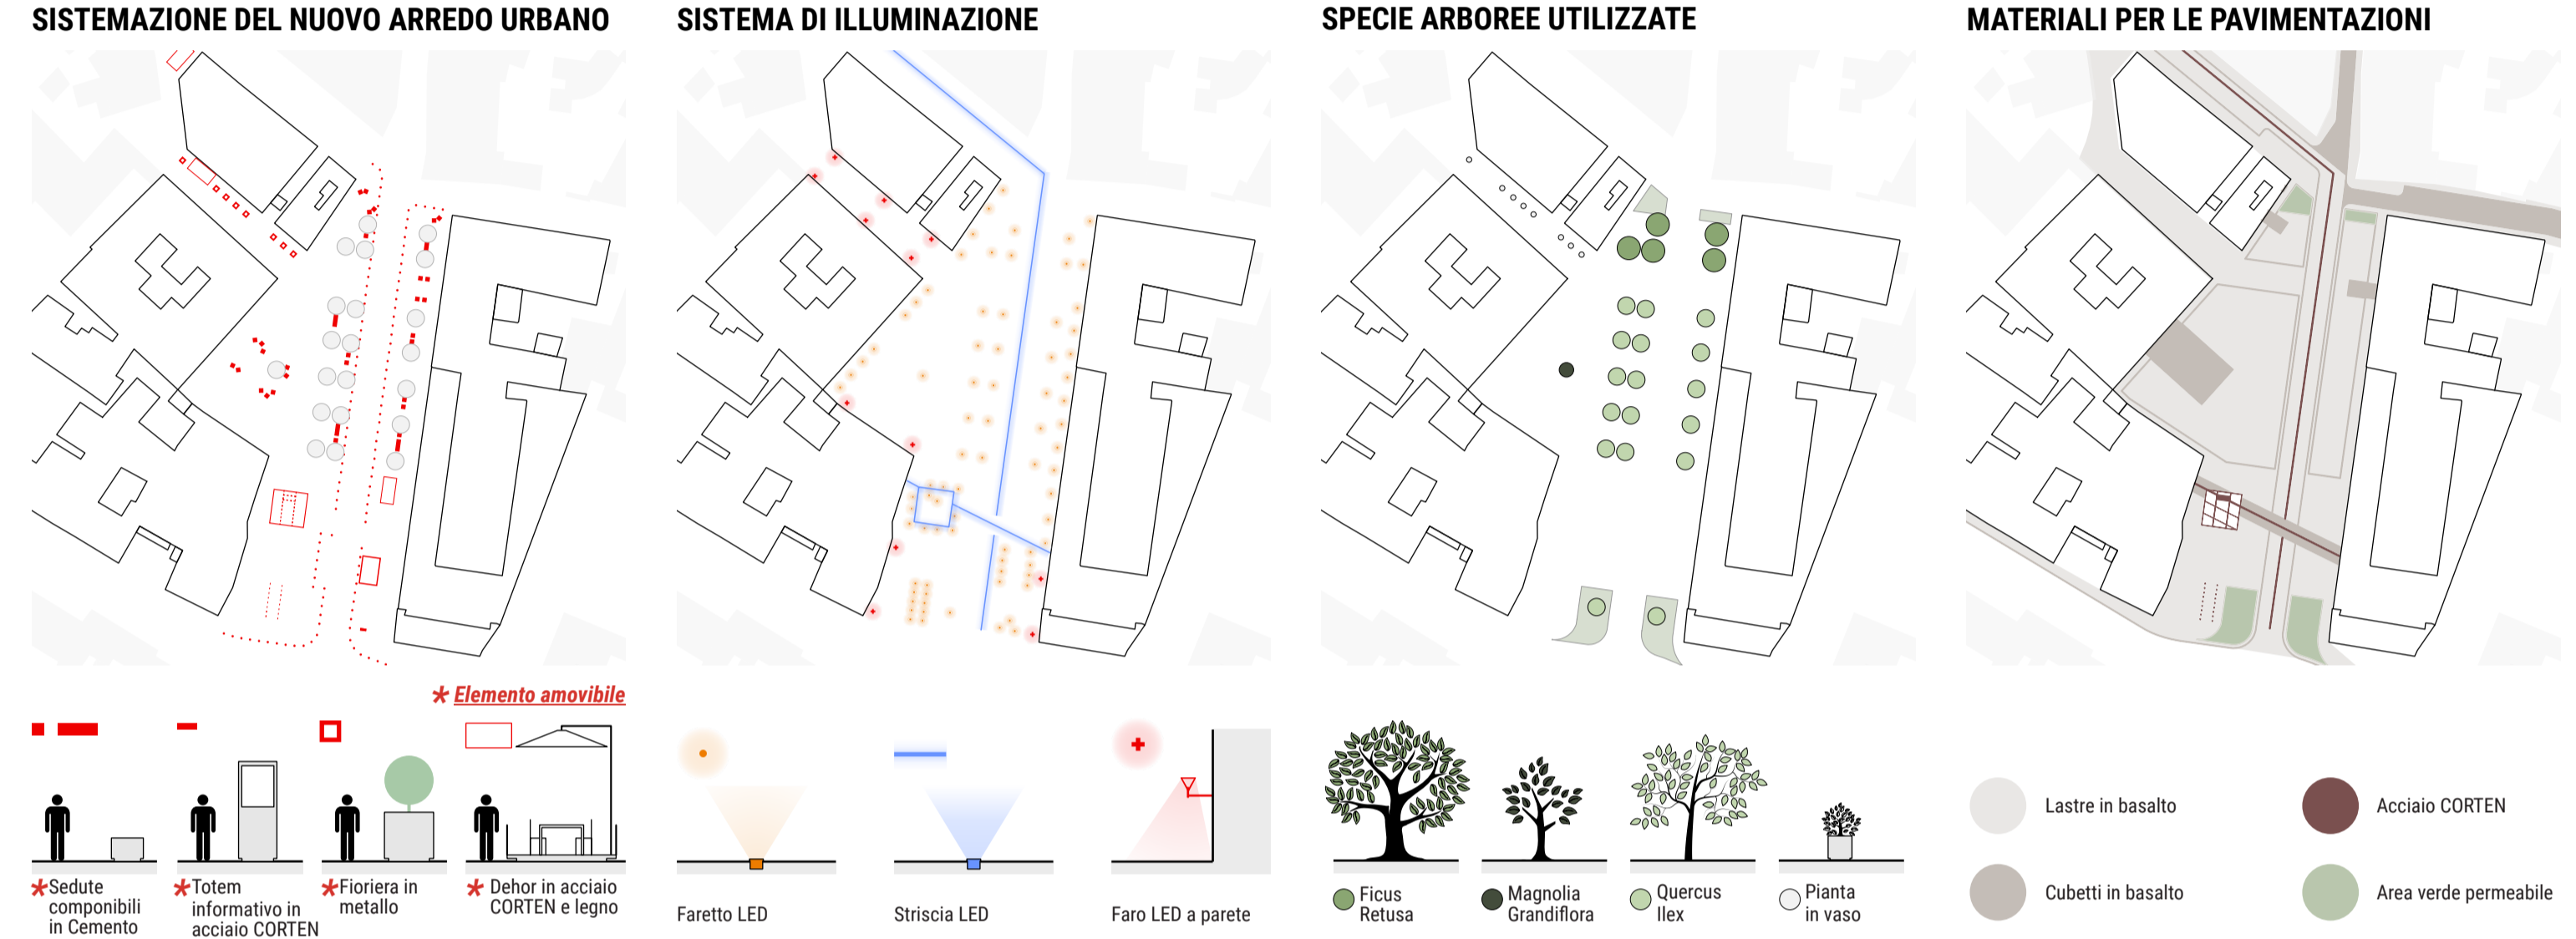 SISTEMAZIONE DEL NUOVO ARREDO URBANO
SISTEMA DI ILLUMINAZIONE
SPECIE ARBOREE UTILIZZATE
MATERIALI PER LE PAVIMENTAZIONI
* Elemento amovibile
* Sedute
componibili
in Cemento
* Totem
informativo in
acciaio CORTEN
* Fioriera in
metallo
* Dehor in acciaio
CORTEN e legno
Faretto LED
Striscia LED
Faro LED a parete
Ficus
Retusa
Magnolia
Grandiflora
Quercus
Ilex
Pianta
in vaso
Lastre in basalto
Acciaio CORTEN
Cubetti in basalto
Area verde permeabile